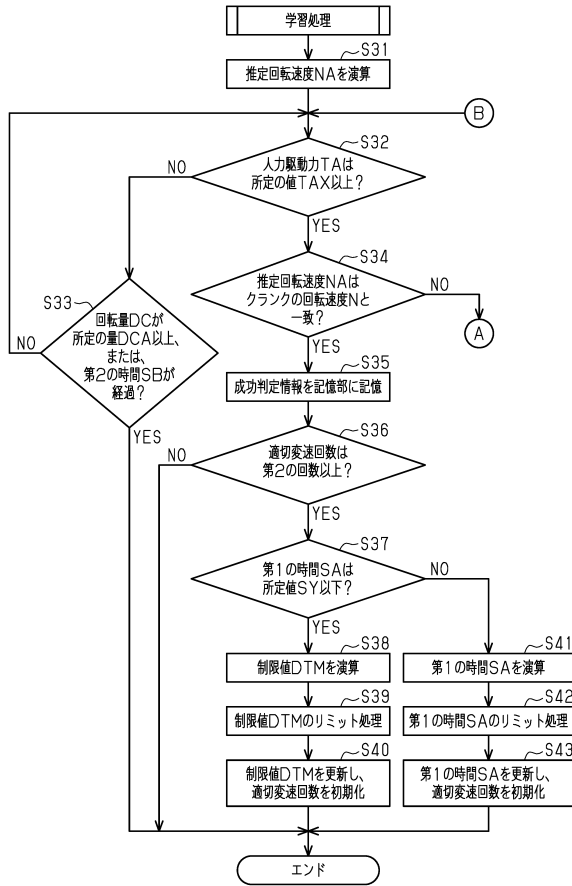 学習処理
S31
推定回転速度NAを演算
B
S32
人力駆動力TAは
所定の値TAX以上?
NO
YES
S33
回転量DCが
所定の量DCA以上、
または、
第2の時間SBが
経過?
NO
YES
S34
推定回転速度NAは
クランクの回転速度Nと
一致?
NO
A
YES
S35
成功判定情報を記憶部に記憶
S36
適切変速回数は
第2の回数以上?
NO
YES
S37
第1の時間SAは
所定値SY以下?
NO
YES
S38
制限値DTMを演算
S41
第1の時間SAを演算
S39
制限値DTMのリミット処理
S42
第1の時間SAのリミット処理
S40
制限値DTMを更新し、
適切変速回数を初期化
S43
第1の時間SAを更新し、
適切変速回数を初期化
エンド